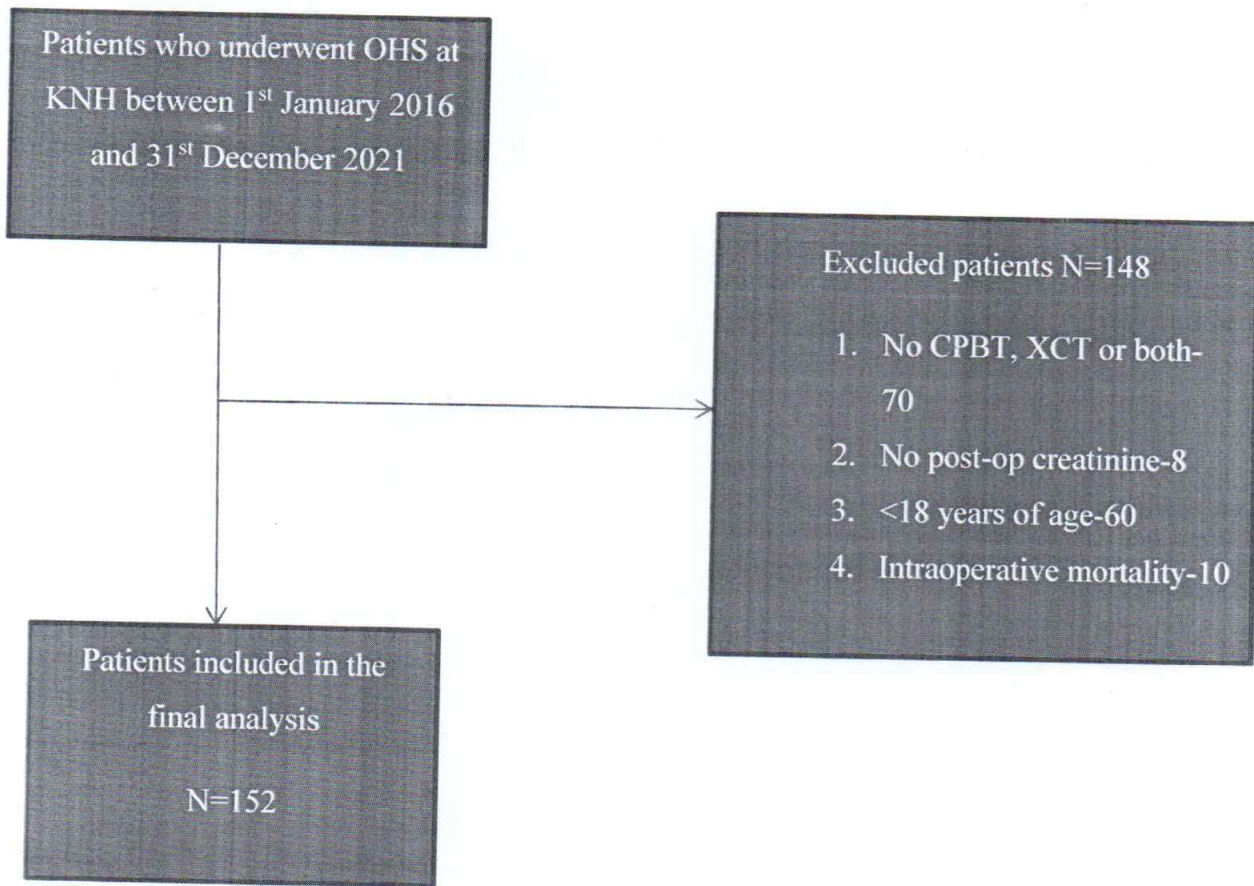 Patients who underwent OHS at
KNH between 1st January 2016
and 31st December 2021
Excluded patients N=148
1. No CPBT, XCT or both-
70
2. No post-op creatinine-8
3. <18 years of age-60
4. Intraoperative mortality-10
Patients included in the
final analysis
N=152